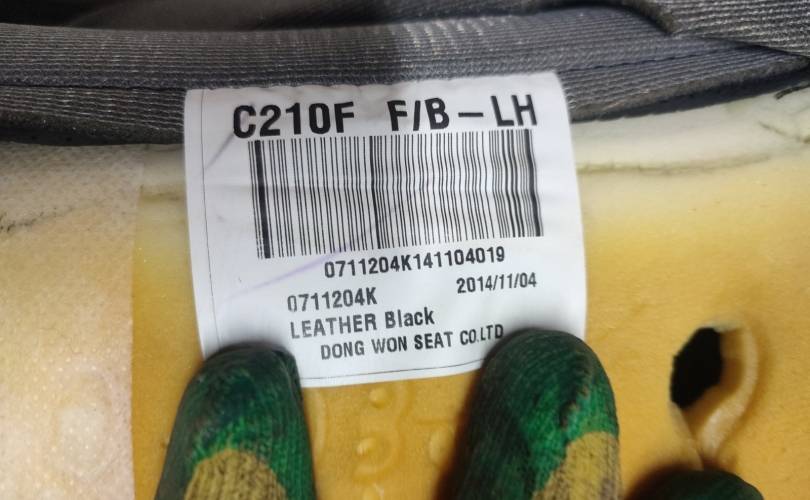 C210F F/B-LH
0711204K141104019
0711204K 2014/11/04
LEATHER Black
DONG WON SEAT CO.LTD